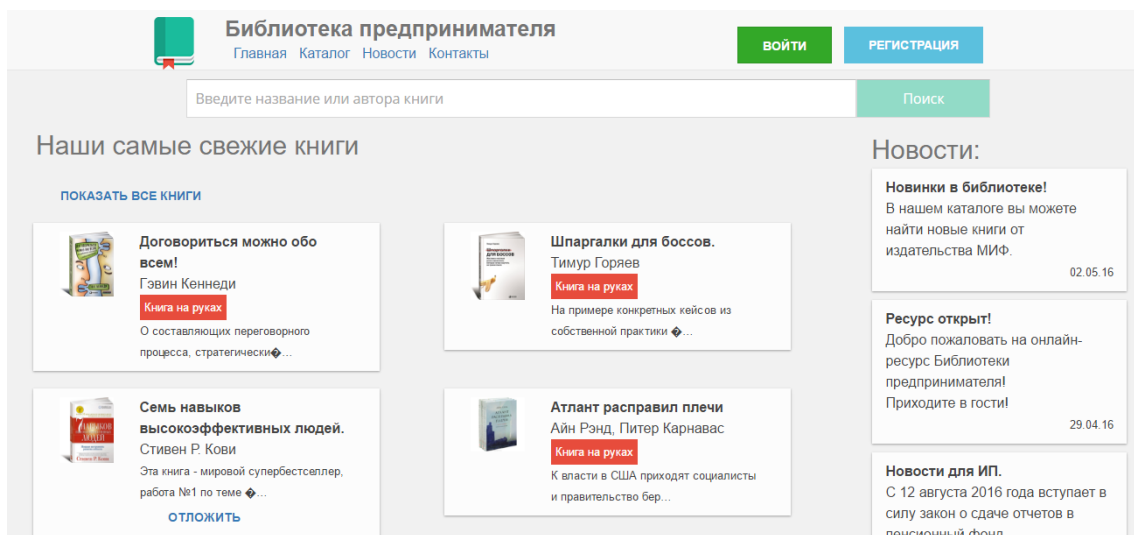 Библиотека предпринимателя
Главная Каталог Новости Контакты
ВОЙТИ
РЕГИСТРАЦИЯ
Введите название или автора книги
Поиск
Наши самые свежие книги
ПОКАЗАТЬ ВСЕ КНИГИ
Договориться можно обо
всем!
Гэвин Кеннеди
Книга на руках
О составляющих переговорного
процесса, стратегически�...
Шпаргалки для боссов.
Тимур Горяев
Книга на руках
На примере конкретных кейсов из
собственной практики �...
Семь навыков
высокоэффективных людей.
Стивен Р. Кови
Эта книга - мировой супербестселлер,
работа №1 по теме �...
ОТЛОЖИТЬ
Атлант расправил плечи
Айн Рэнд, Питер Карнавас
Книга на руках
К власти в США приходят социалисты
и правительство бер...
Новости:
Новинки в библиотеке!
В нашем каталоге вы можете
найти новые книги от
издательства МИФ.
02.05.16
Ресурс открыт!
Добро пожаловать на онлайн-
ресурс Библиотеки
предпринимателя!
Приходите в гости!
29.04.16
Новости для ИП.
С 12 августа 2016 года вступает в
силу закон о сдаче отчетов в
пенсионный фонд